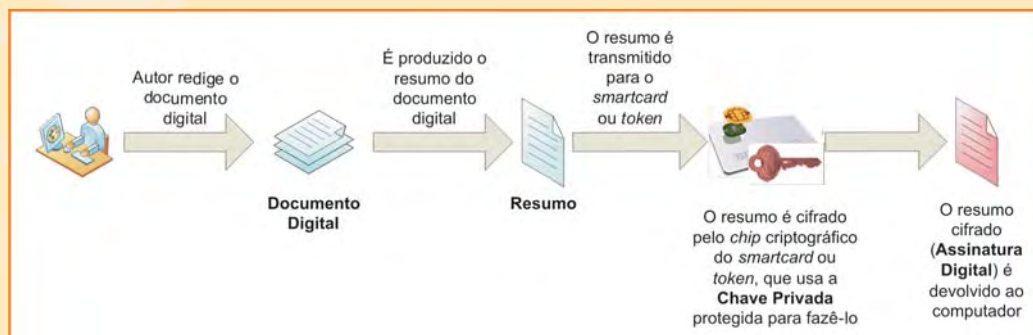 Autor redige o
documento
digital
Documento
Digital
É produzido o
resumo do
documento
digital
Resumo
O resumo é
transmitido
para o
smartcard
ou token
O resumo é cifrado
pelo chip criptográfico
do smartcard ou
token, que usa a
Chave Privada
protegida para fazê-lo
O resumo
cifrado
(Assinatura
Digital) é
devolvido ao
computador